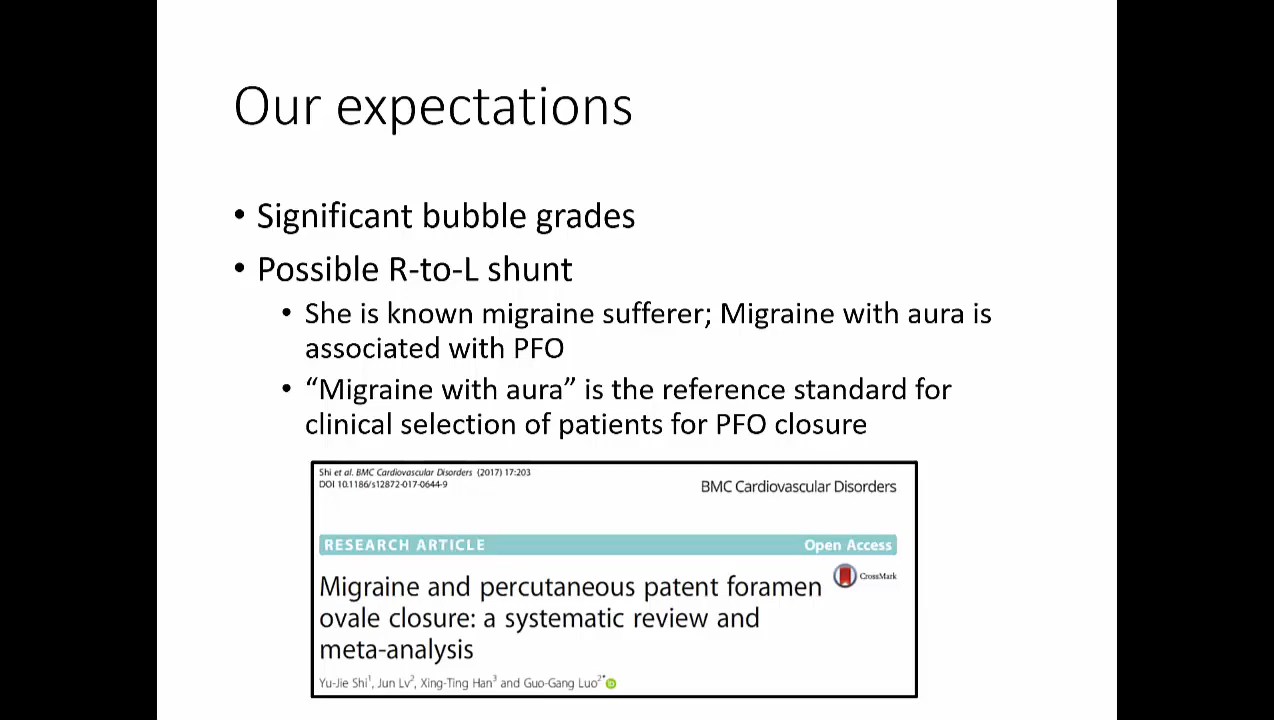 Our expectations
• Significant bubble grades
• Possible R-to-L shunt
• She is known migraine sufferer; Migraine with aura is
associated with PFO
• “Migraine with aura” is the reference standard for
clinical selection of patients for PFO closure
Shi et al. BMC Cardiovascular Disorders (2017) 17:203
DOI 10.1186/s12872-017-0644-9
BMC Cardiovascular Disorders
RESEARCH ARTICLE Open Access
CrossMark
Migraine and percutaneous patent foramen
ovale closure: a systematic review and
meta-analysis
Yu-Jie Shi1, Jun Lv2, Xing-Ting Han3 and Guo-Gang Luo2* iD